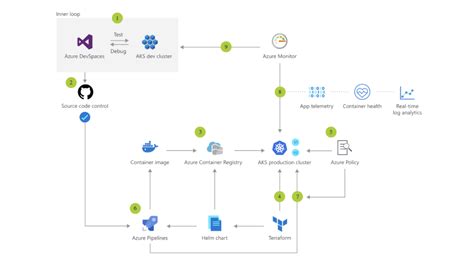 Inner loop
1
Test
Debug
Azure DevSpaces
AKS dev cluster
9
Azure Monitor
2
Source code control
8
App telemetry
Container health
Real-time
log analytics
3
5
Container image
Azure Container Registry
AKS production cluster
Azure Policy
6
4
7
Azure Pipelines
Helm chart
Terraform